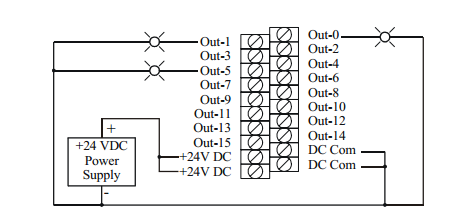 Out-1
Out-3
Out-5
Out-7
Out-9
Out-11
Out-13
Out-15
+24V DC
+24V DC
Out-0
Out-2
Out-4
Out-6
Out-8
Out-10
Out-12
Out-14
DC Com
DC Com
+
+24 VDC
Power
Supply
-